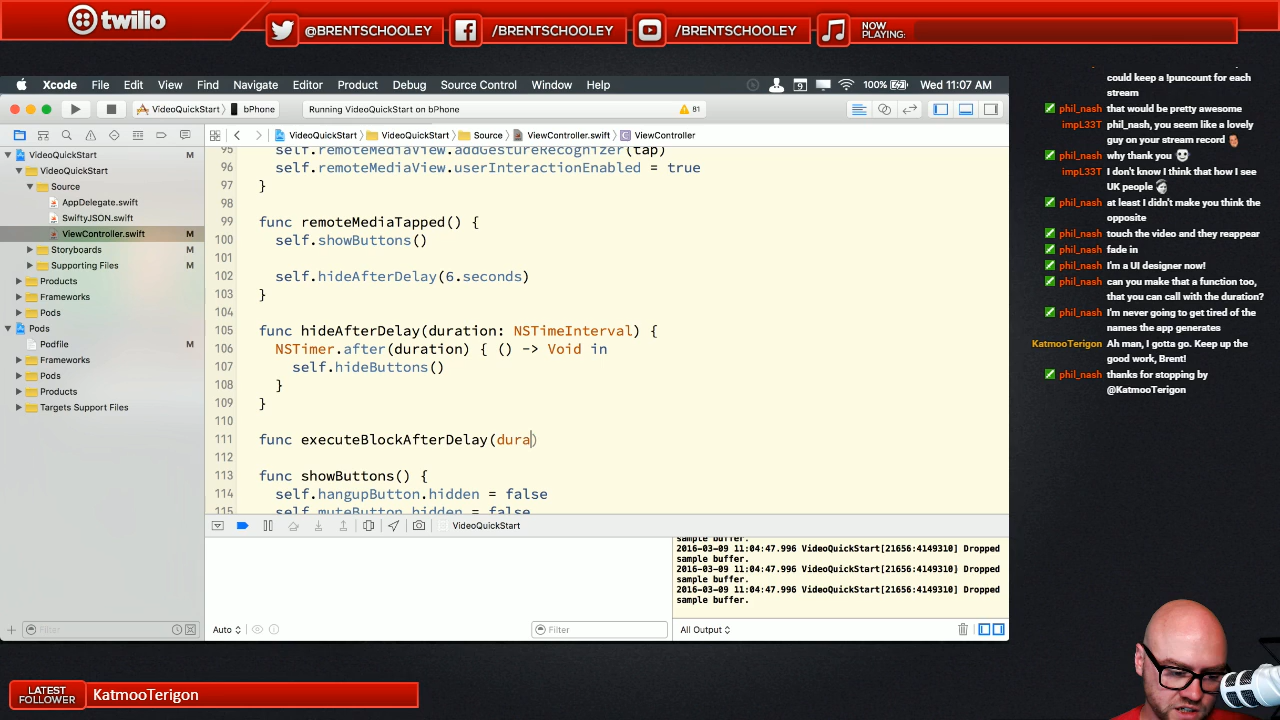 twilio
@BRENTSCHOOLEY
/BRENTSCHOOLEY
/BRENTSCHOOLEY
NOW
PLAYING:
Xcode File Edit View Find Navigate Editor Product Debug Source Control Window Help
9
100%
Wed 11:07 AM
VideoQuickStart
bPhone
Running VideoQuickStart on bPhone
81
VideoQuickStart
VideoQuickStart
Source
ViewController.swift
ViewController
VideoQuickStart M
VideoQuickStart
Source
AppDelegate.swift
SwiftyJSON.swift
ViewController.swift M
Storyboards M
Supporting Files M
Products
Frameworks
Pods
Pods
Podfile M
Frameworks
Pods
Products
Targets Support Files
Filter
95 self.remoteMediaView.addGestureRecognizer(tap)
96 self.remoteMediaView.userInteractionEnabled = true
97 }
98
99 func remoteMediaTapped() {
100 self.showButtons()
101
102 self.hideAfterDelay(6.seconds)
103 }
104
105 func hideAfterDelay(duration: NSTimeInterval) {
106 NSTimer.after(duration) { () -> Void in
107 self.hideButtons()
108 }
109 }
110
111 func executeBlockAfterDelay(dura)
112
113 func showButtons() {
114 self.hangupButton.hidden = false
115 self.muteButton.hidden = false
VideoQuickStart
sample buffer.
2016-03-09 11:04:47.996 VideoQuickStart[21656:4149310] Dropped
sample buffer.
2016-03-09 11:04:47.996 VideoQuickStart[21656:4149310] Dropped
sample buffer.
2016-03-09 11:04:47.996 VideoQuickStart[21656:4149310] Dropped
sample buffer.
Auto
Filter
All Output
could keep a !puncount for each
stream
phil_nash that would be pretty awesome
impL33T phil_nash, you seem like a lovely
guy on your stream record
phil_nash why thank you
impL33T I don't know I think that how I see
UK people
phil_nash at least I didn't make you think the
opposite
phil_nash touch the video and they reappear
phil_nash fade in
phil_nash I'm a UI designer now!
phil_nash can you make that a function too,
that you can call with the duration?
phil_nash I'm never going to get tired of the
names the app generates
KatmooTerigon Ah man, I gotta go. Keep up the
good work, Brent!
phil_nash thanks for stopping by
@KatmooTerigon
LATEST
FOLLOWER
KatmooTerigon